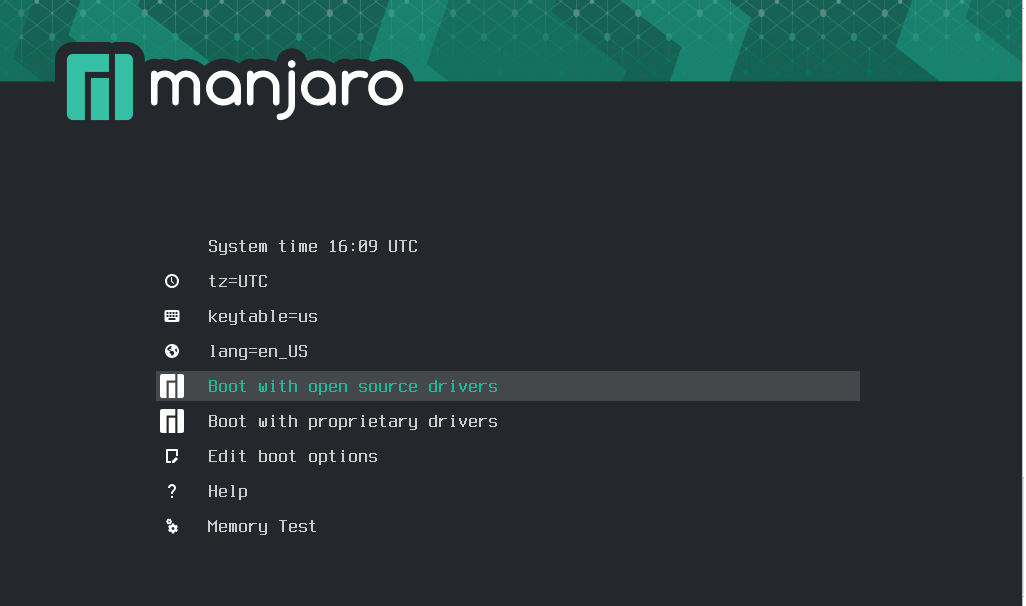 manjaro
System time 16:09 UTC
tz=UTC
keytable=us
lang=en_US
Boot with open source drivers
Boot with proprietary drivers
Edit boot options
Help
Memory Test